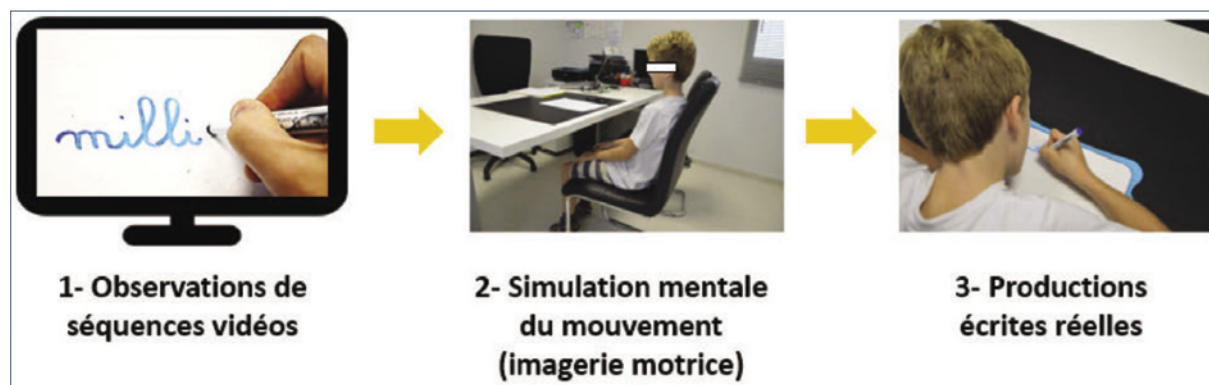 milli
1- Observations de
séquences vidéos
2- Simulation mentale
du mouvement
(imagerie motrice)
3- Productions
écrites réelles